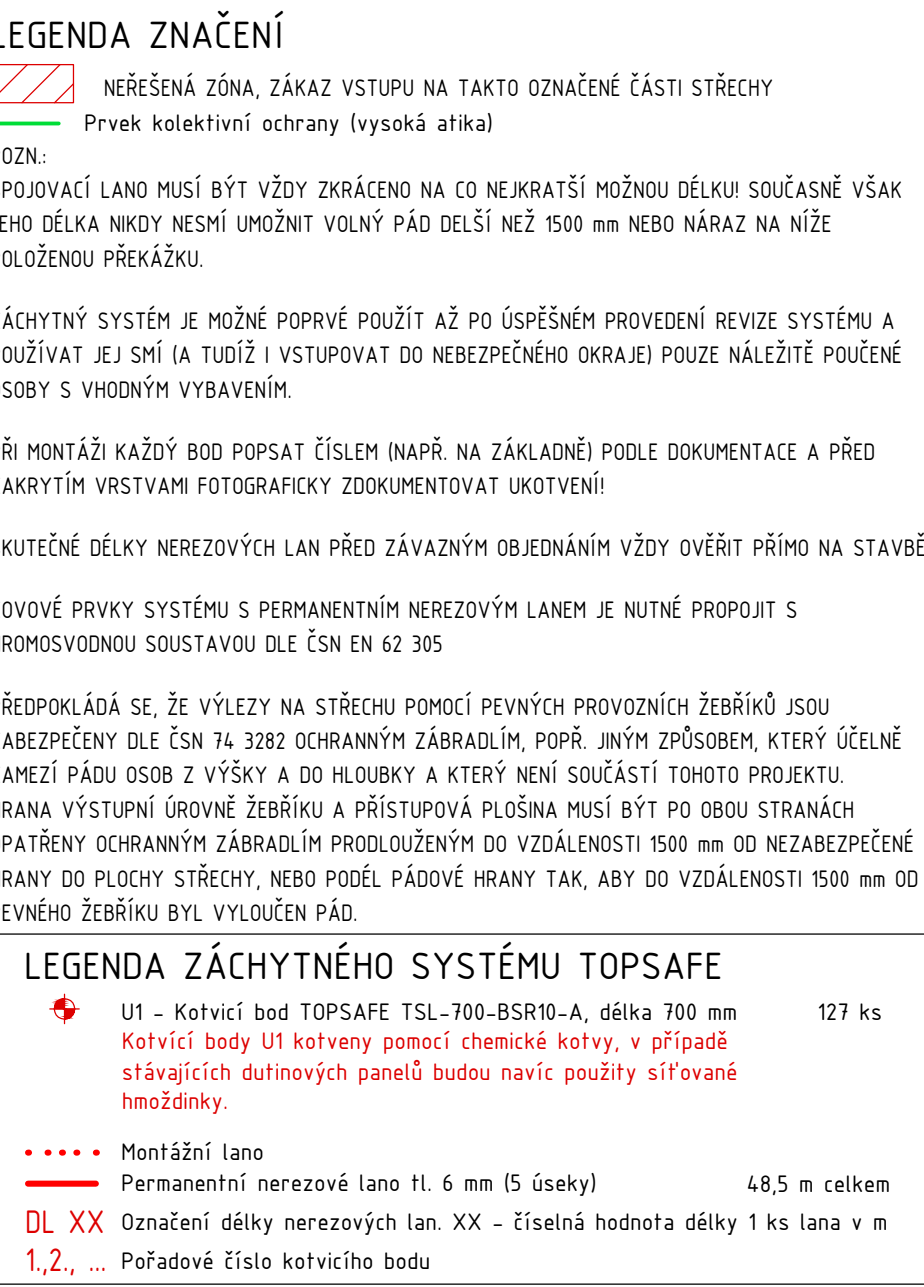 LEGENDA ZNAČENÍ
NEŘEŠENÁ ZÓNA, ZÁKAZ VSTUPU NA TAKTO OZNAČENÉ ČÁSTI STŘECHY
Prvek kolektivní ochrany (vysoká atika)
OZN.:
POJOVACÍ LANO MUSÍ BÝT VŽDY ZKRÁCENO NA CO NEJKRATŠÍ MOŽNOU DÉLKU! SOUČASNĚ VŠAK
EHO DÉLKA NIKDY NESMÍ UMOŽNIT VOLNÝ PÁD DELŠÍ NEŽ 1500 mm NEBO NÁRAZ NA NÍŽE
OLOŽENOU PŘEKÁŽKU.
ÁCHYTNÝ SYSTÉM JE MOŽNÉ POPRVÉ POUŽÍT AŽ PO ÚSPĚŠNÉM PROVEDENÍ REVIZE SYSTÉMU A
OUŽÍVAT JEJ SMÍ (A TUDÍŽ I VSTUPOVAT DO NEBEZPEČNÉHO OKRAJE) POUZE NÁLEŽITĚ POUČENÉ
SOBY S VHODNÝM VYBAVENÍM.
ŘI MONTÁŽI KAŽDÝ BOD POPSAT ČÍSLEM (NAPŘ. NA ZÁKLADNĚ) PODLE DOKUMENTACE A PŘED
AKRYTÍM VRSTVAMI FOTOGRAFICKY ZDOKUMENTOVAT UKOTVENÍ!
KUTEČNÉ DÉLKY NEREZOVÝCH LAN PŘED ZÁVAZNÝM OBJEDNÁNÍM VŽDY OVĚŘIT PŘÍMO NA STAVBĚ
OVOVÉ PRVKY SYSTÉMU S PERMANENTNÍM NEREZOVÝM LANEM JE NUTNÉ PROPOJIT S
ROMOSVODNOU SOUSTAVOU DLE ČSN EN 62 305
ŘEDPOKLÁDÁ SE, ŽE VÝLEZY NA STŘECHU POMOCÍ PEVNÝCH PROVOZNÍCH ŽEBŘÍKŮ JSOU
ABEZPEČENY DLE ČSN 74 3282 OCHRANNÝM ZÁBRADLÍM, POPŘ. JINÝM ZPŮSOBEM, KTERÝ ÚČELNĚ
AMEZÍ PÁDU OSOB Z VÝŠKY A DO HLOUBKY A KTERÝ NENÍ SOUČÁSTÍ TOHOTO PROJEKTU.
RANA VÝSTUPNÍ ÚROVNĚ ŽEBŘÍKU A PŘÍSTUPOVÁ PLOŠINA MUSÍ BÝT PO OBOU STRANÁCH
PATŘENY OCHRANNÝM ZÁBRADLÍM PRODLOUŽENÝM DO VZDÁLENOSTI 1500 mm OD NEZABEZPEČENÉ
RANY DO PLOCHY STŘECHY, NEBO PODÉL PÁDOVÉ HRANY TAK, ABY DO VZDÁLENOSTI 1500 mm OD
EVNÉHO ŽEBŘÍKU BYL VYLOUČEN PÁD.
LEGENDA ZÁCHYTNÉHO SYSTÉMU TOPSAFE
U1 - Kotvicí bod TOPSAFE TSL-700-BSR10-A, délka 700 mm 127 ks
Kotvící body U1 kotveny pomocí chemické kotvy, v případě
stávajících dutinových panelů budou navíc použity síťované
hmoždinky.
Montážní lano
Permanentní nerezové lano tl. 6 mm (5 úseky) 48,5 m celkem
DL XX Označení délky nerezových lan. XX - číselná hodnota délky 1 ks lana v m
1.,2., ... Pořadové číslo kotvicího bodu